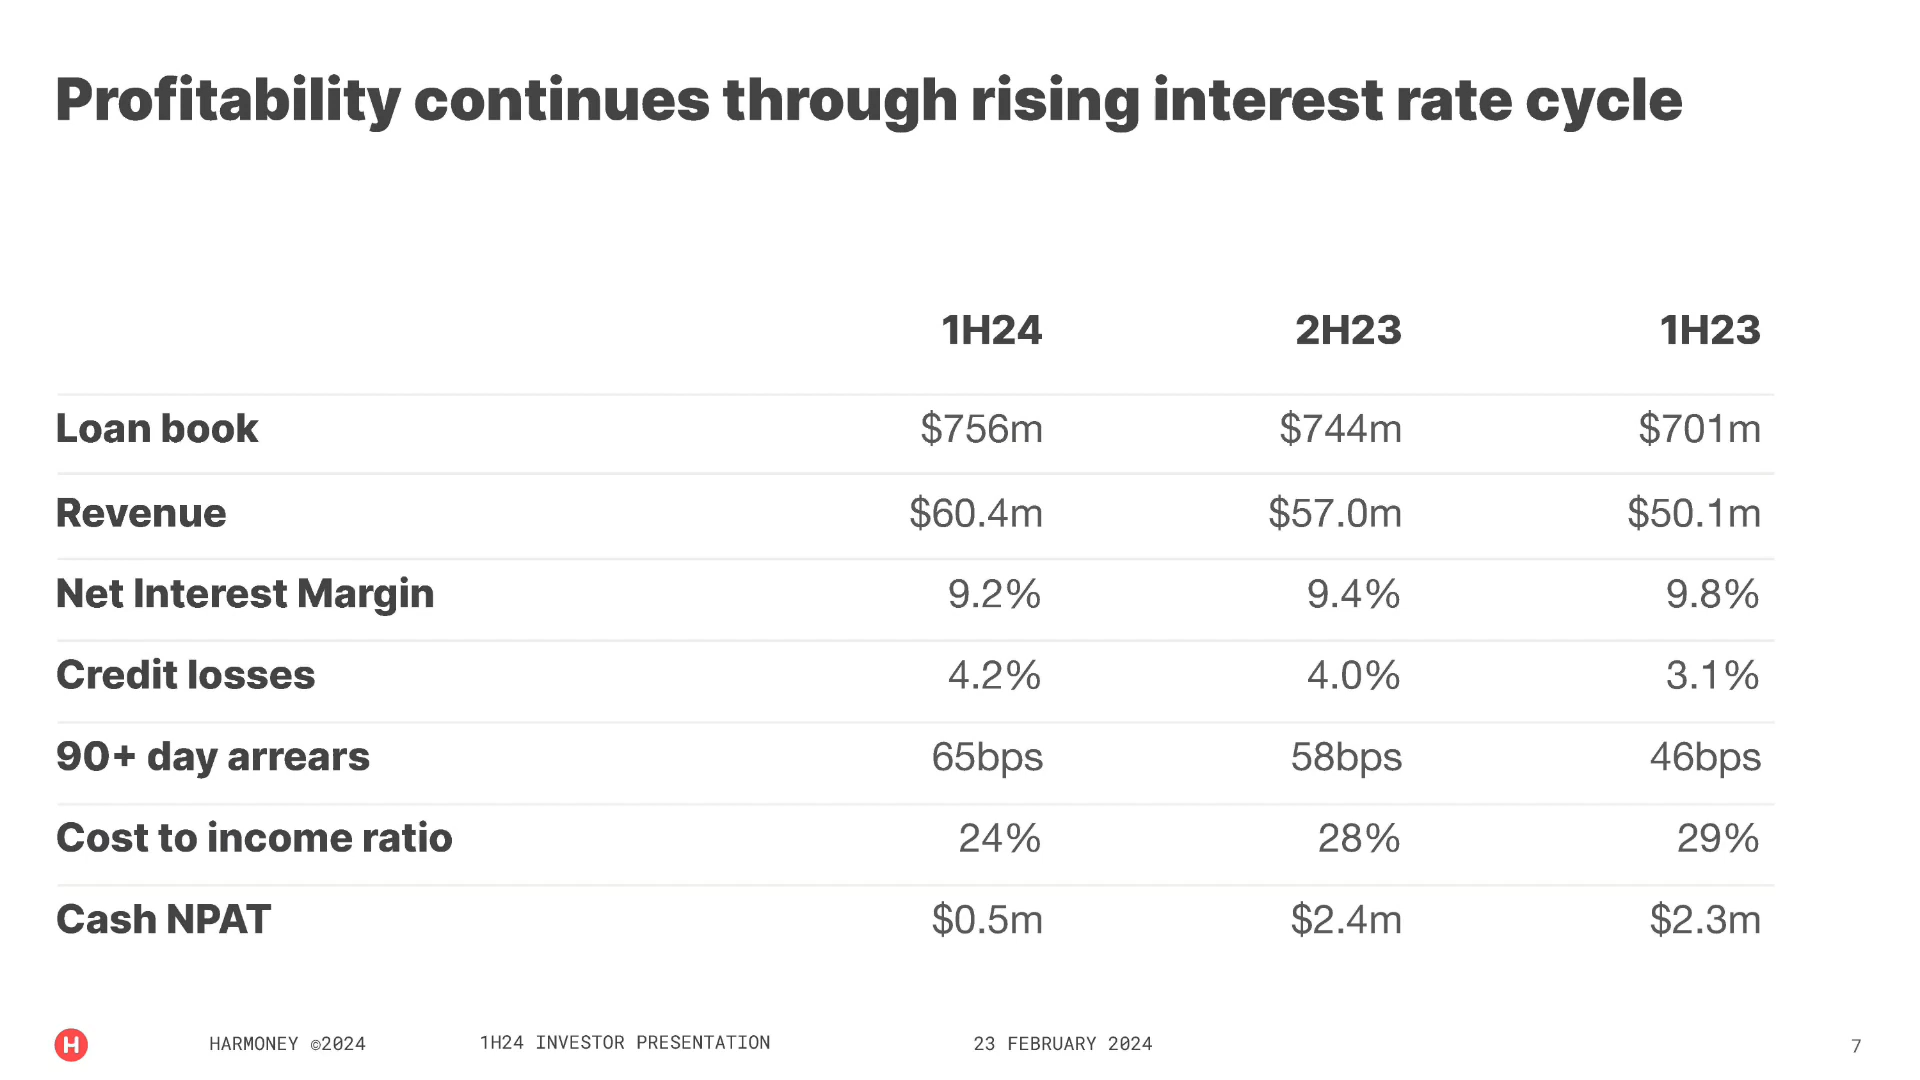 Profitability continues through rising interest rate cycle
1H24 2H23 1H23
Loan book $756m $744m $701m
Revenue $60.4m $57.0m $50.1m
Net Interest Margin 9.2% 9.4% 9.8%
Credit losses 4.2% 4.0% 3.1%
90+ day arrears 65bps 58bps 46bps
Cost to income ratio 24% 28% 29%
Cash NPAT $0.5m $2.4m $2.3m
H HARMONEY ©2024 1H24 INVESTOR PRESENTATION 23 FEBRUARY 2024 7